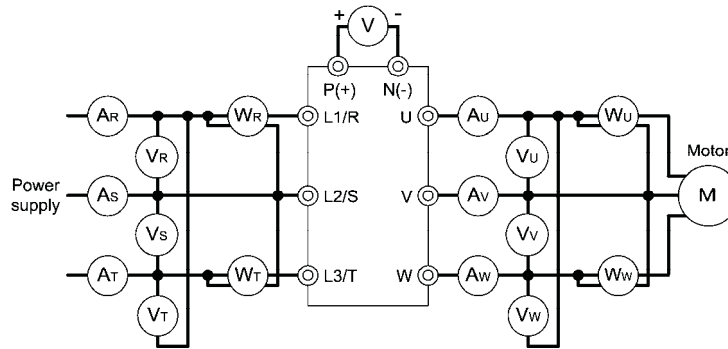 + V -
P(+) N(-)
AR WR L1/R U AU WU
VR VU Motor
Power supply
AS L2/S V AV M
VS VV
AT WT L3/T W AW WW
VT VW